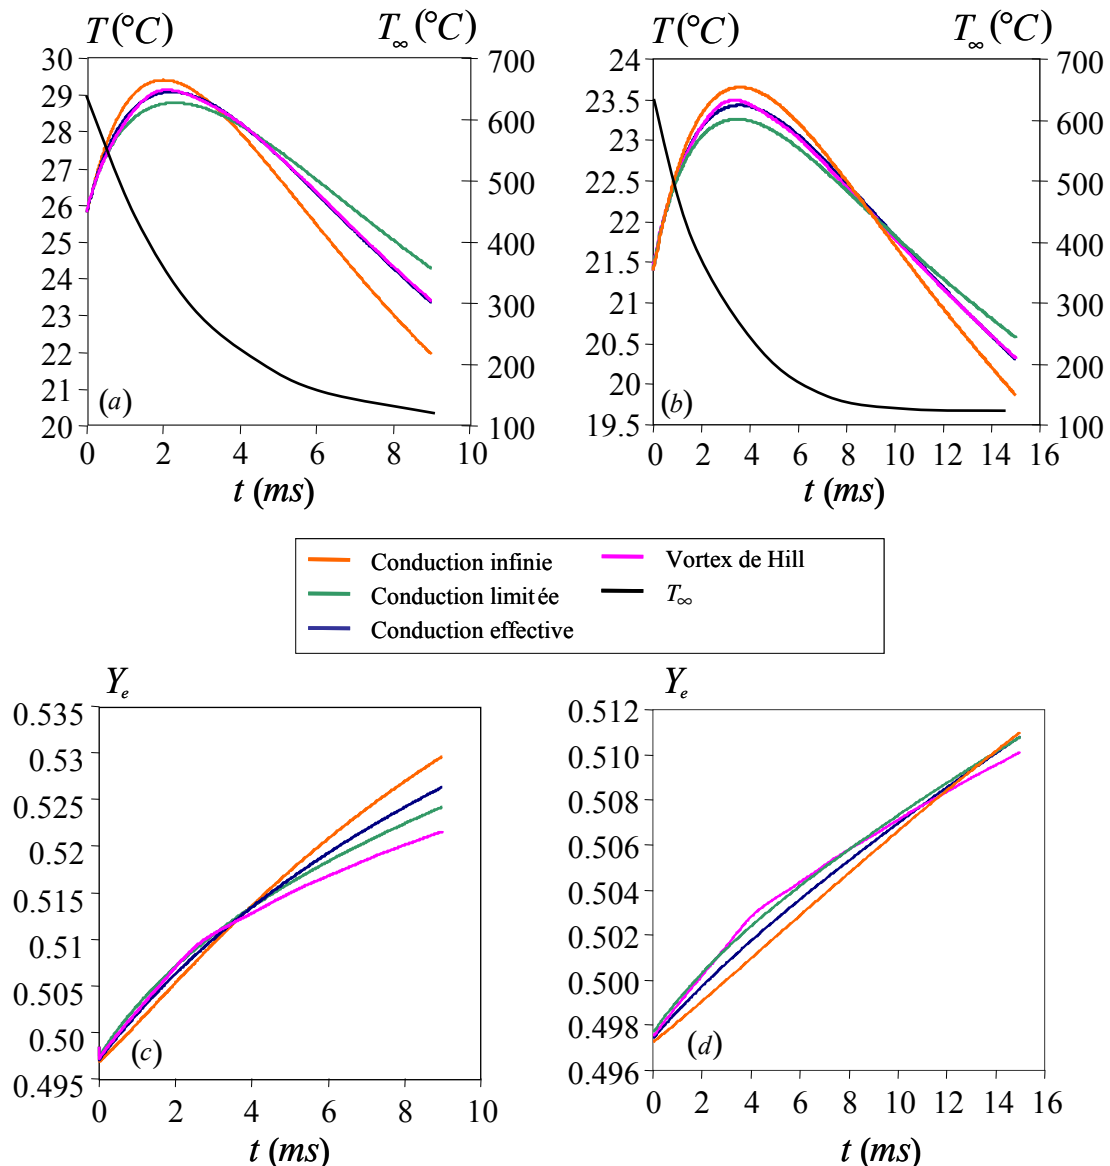 T (°C) T∞ (°C)
30 700
29 600
28
27 500
26
25 400
24
23 300
22 200
21
20 100
(a)
0 2 4 6 8 10
t (ms)
T (°C) T∞ (°C)
24 700
23.5 600
23
22.5 500
22 400
21.5
21 300
20.5 200
20
19.5 100
(b)
0 2 4 6 8 10 12 14 16
t (ms)
Conduction infinie
Conduction limitée
Conduction effective
Vortex de Hill
T∞
Ye
0.535
0.53
0.525
0.52
0.515
0.51
0.505
0.50
0.495
(c)
0 2 4 6 8 10
t (ms)
Ye
0.512
0.510
0.508
0.506
0.504
0.502
0.500
0.498
0.496
(d)
0 2 4 6 8 10 12 14 16
t (ms)